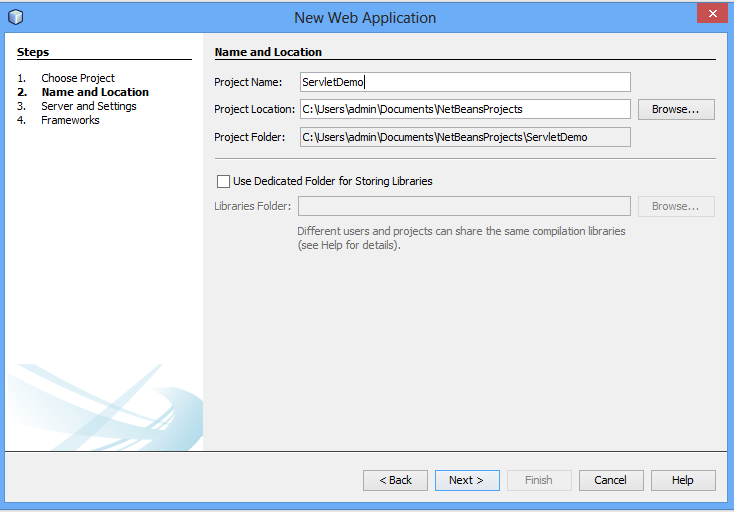 New Web Application
Steps
1. Choose Project
2. Name and Location
3. Server and Settings
4. Frameworks
Name and Location
Project Name: ServletDemo
Project Location: C:\Users\admin\Documents\NetBeansProjects Browse...
Project Folder: C:\Users\admin\Documents\NetBeansProjects\ServletDemo
Use Dedicated Folder for Storing Libraries
Libraries Folder: Browse...
Different users and projects can share the same compilation libraries
(see Help for details).
< Back Next > Finish Cancel Help